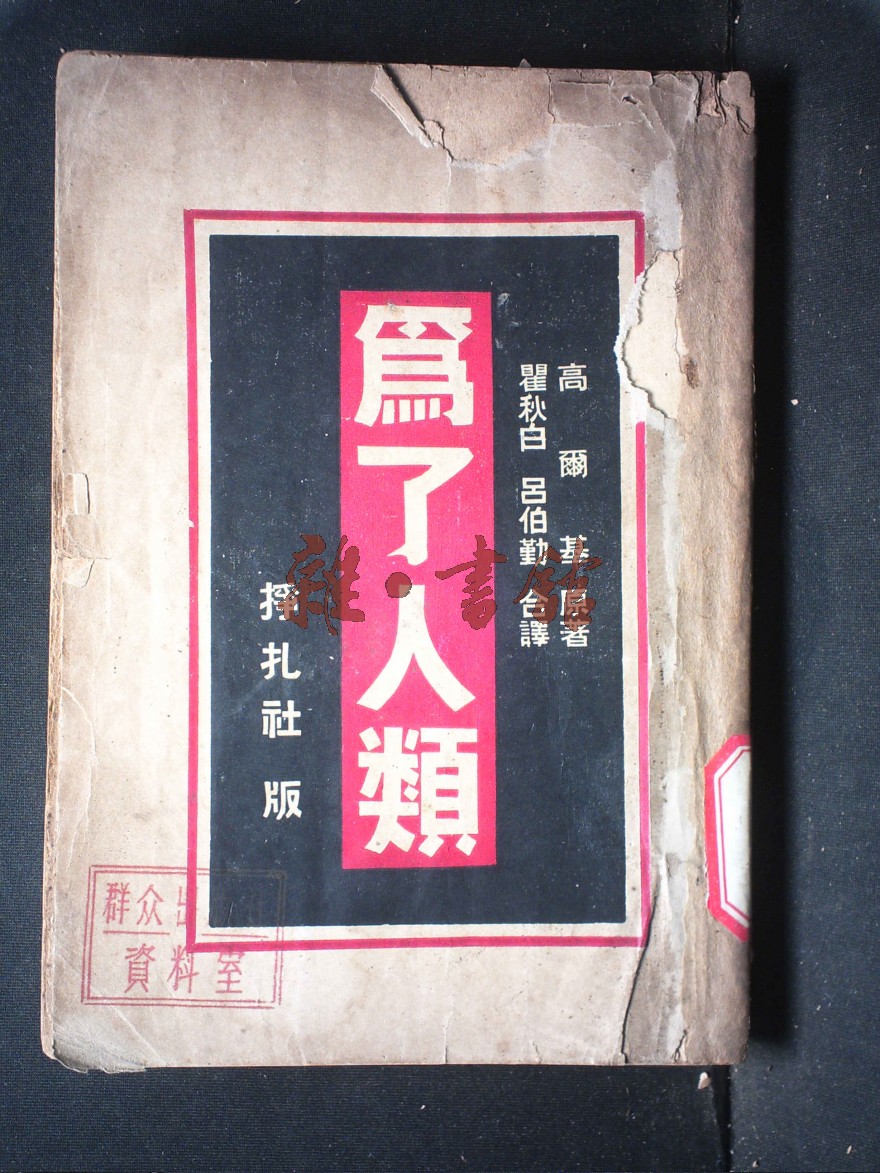 高爾基原著
瞿秋白 呂伯勤 合譯
爲了人類
掙扎社版
群众出
資料室
雜·書館